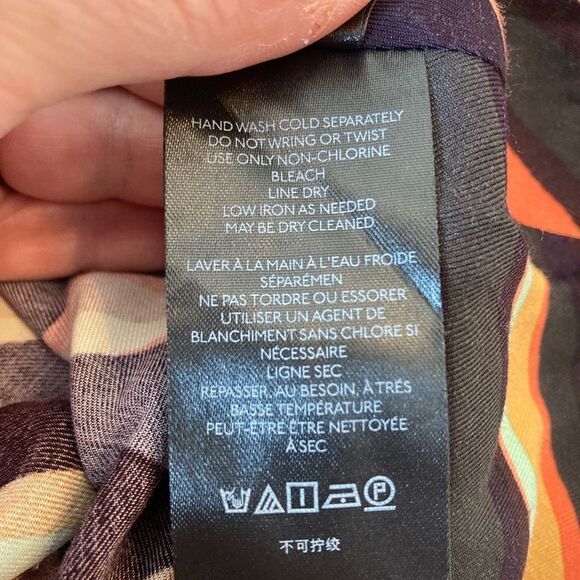 HAND WASH COLD SEPARATELY
DO NOT WRING OR TWIST
USE ONLY NON-CHLORINE
BLEACH
LINE DRY
LOW IRON AS NEEDED
MAY BE DRY CLEANED
LAVER À LA MAIN À L'EAU FROIDE
SÉPARÉMEN
NE PAS TORDRE OU ESSORER
UTILISER UN AGENT DE
BLANCHIMENT SANS CHLORE SI
NÉCESSAIRE
LIGNE SEC
REPASSER, AU BESOIN, À TRÉS
BASSE TEMPÉRATURE
PEUT-ÊTRE ÊTRE NETTOYÉE
À SEC
P
不可拧绞